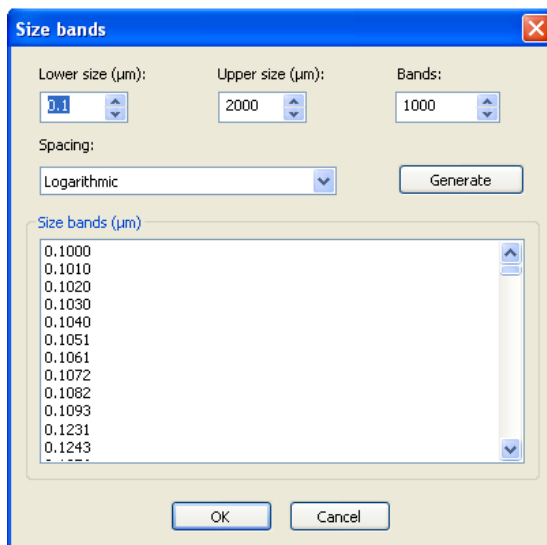 Size bands
Lower size (µm): Upper size (µm): Bands:
0.1 2000 1000
Spacing:
Logarithmic Generate
Size bands (µm)
0.1000
0.1010
0.1020
0.1030
0.1040
0.1051
0.1061
0.1072
0.1082
0.1093
0.1231
0.1243
OK Cancel